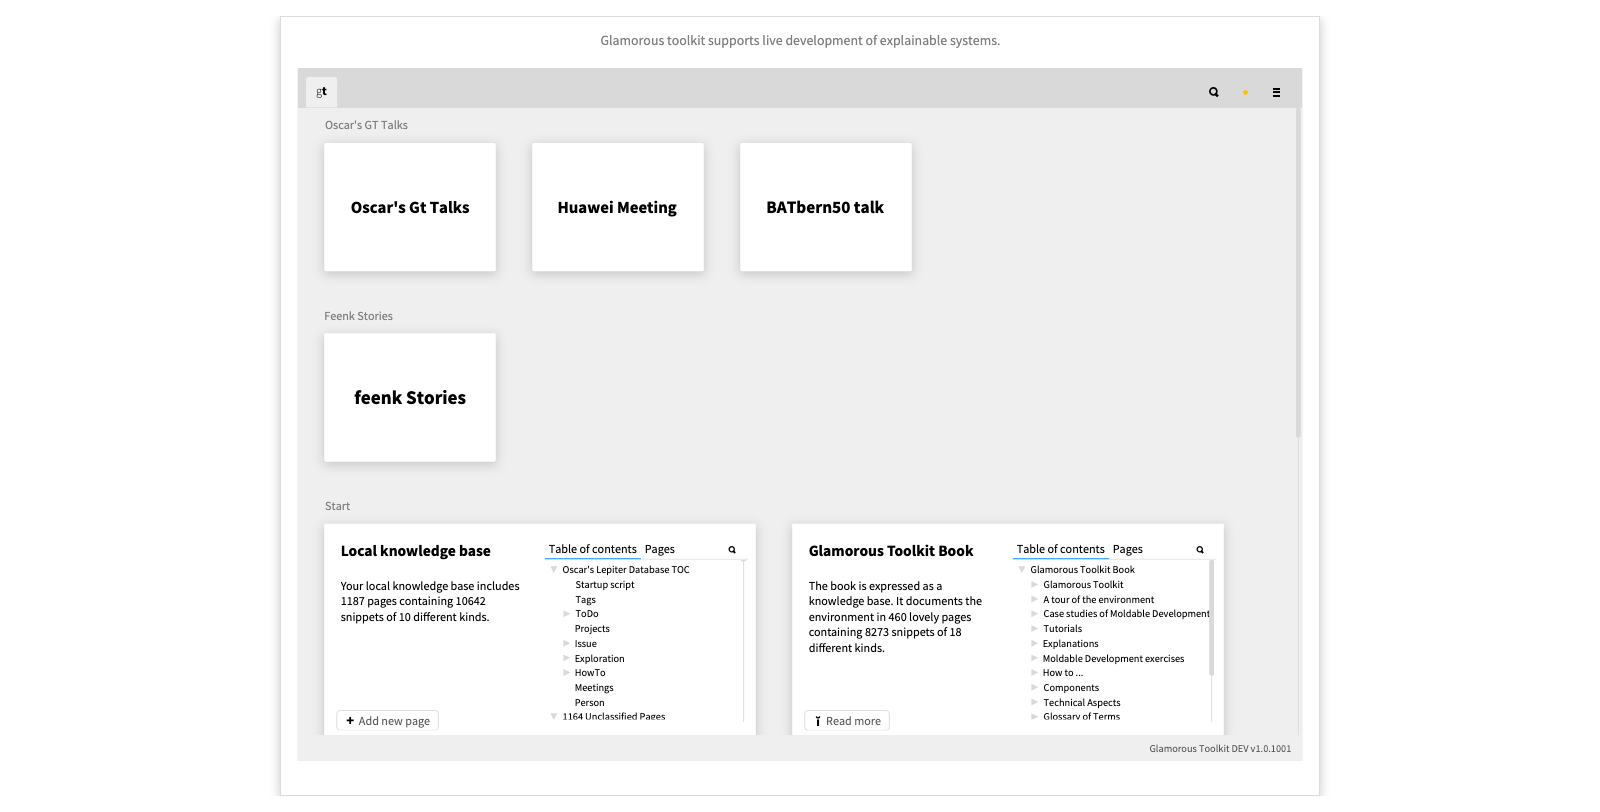 Glamorous toolkit supports live development of explainable systems.
gt
Oscar's GT Talks
Oscar's Gt Talks
Huawei Meeting
BATbern50 talk
Feenk Stories
feenk Stories
Start
Local knowledge base
Your local knowledge base includes
1187 pages containing 10642
snippets of 10 different kinds.
Add new page
Table of contents Pages
Oscar's Lepiter Database TOC
Startup script
Tags
ToDo
Projects
Issue
Exploration
HowTo
Meetings
Person
1164 Unclassified Pages
Glamorous Toolkit Book
The book is expressed as a
knowledge base. It documents the
environment in 460 lovely pages
containing 8273 snippets of 18
different kinds.
Read more
Table of contents Pages
Glamorous Toolkit Book
Glamorous Toolkit
A tour of the environment
Case studies of Moldable Development
Tutorials
Explanations
Moldable Development exercises
How to ...
Components
Technical Aspects
Glossary of Terms
Glamorous Toolkit DEV v1.0.1001